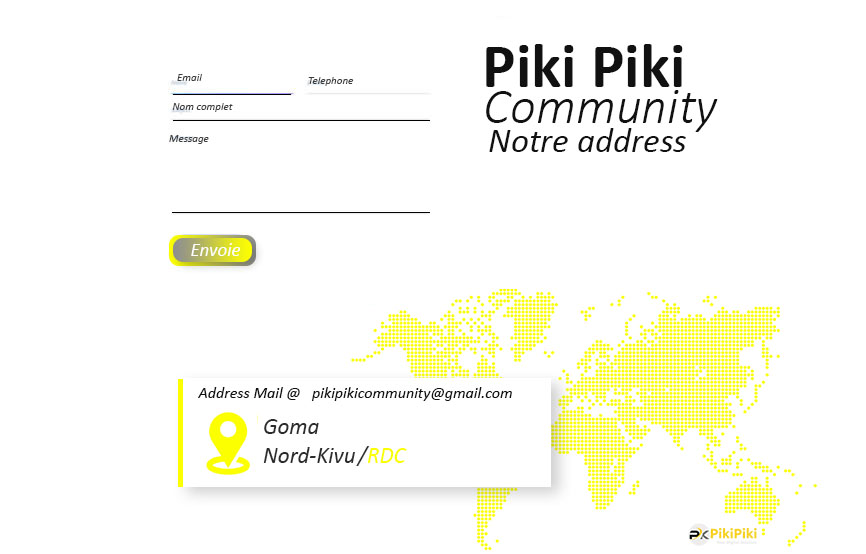 Email
Telephone
Nom complet
Message
Envoie
Piki Piki
Community
Notre address
Address Mail @ pikipikicommunity@gmail.com
Goma
Nord-Kivu/RDC
PikiPiki